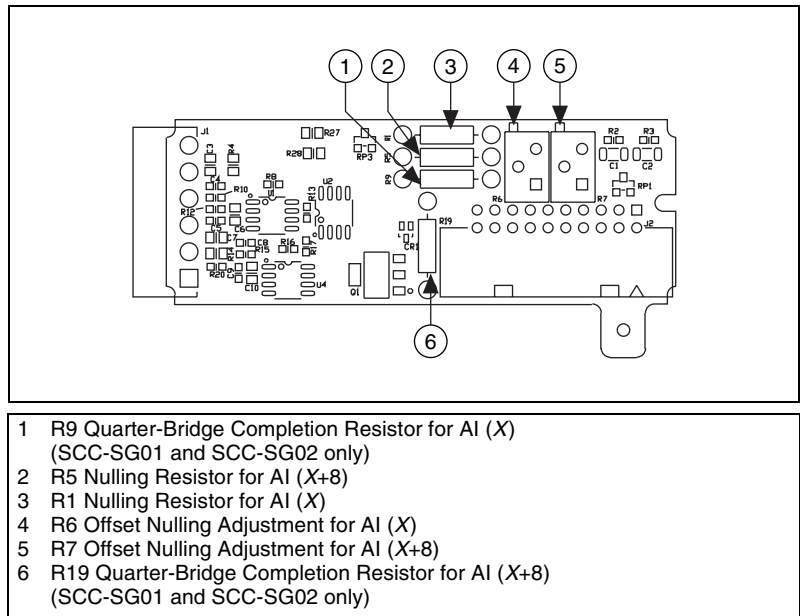 1 2 3 4 5
J1
C3
R4
R27
R28
RP3
R1
R5
R9
R2 R3
C1 C2
RP1
R6 R7
J2
C4
R10
R12
C5
C6
R8
U1
R13
U2
R19
CR1
C7
C8
R15
R16
R17
R14
R20
C9
C10
U4
Q1
6
1 R9 Quarter-Bridge Completion Resistor for AI (X)
(SCC-SG01 and SCC-SG02 only)
2 R5 Nulling Resistor for AI (X+8)
3 R1 Nulling Resistor for AI (X)
4 R6 Offset Nulling Adjustment for AI (X)
5 R7 Offset Nulling Adjustment for AI (X+8)
6 R19 Quarter-Bridge Completion Resistor for AI (X+8)
(SCC-SG01 and SCC-SG02 only)